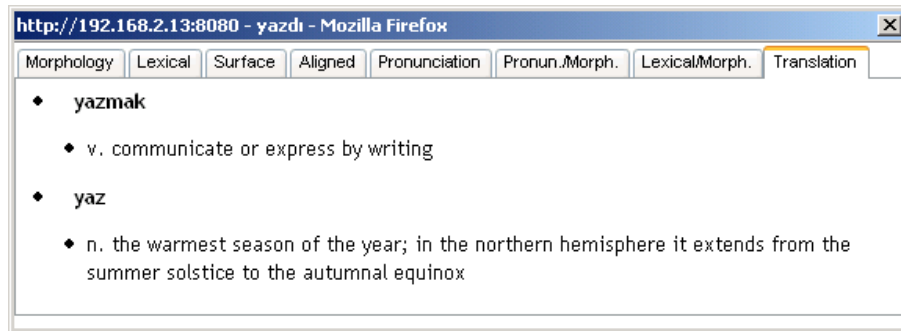 http://192.168.2.13:8080 - yazdı - Mozilla Firefox
Morphology Lexical Surface Aligned Pronunciation Pronun./Morph. Lexical/Morph. Translation
yazmak
v. communicate or express by writing
yaz
n. the warmest season of the year; in the northern hemisphere it extends from the
summer solstice to the autumnal equinox